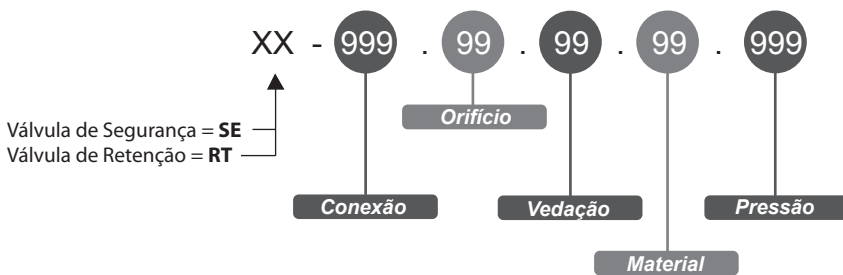 XX - 999 . 99 . 99 . 99 . 999
Orifício
Válvula de Segurança = SE
Válvula de Retenção = RT
Conexão Vedação Pressão
Material